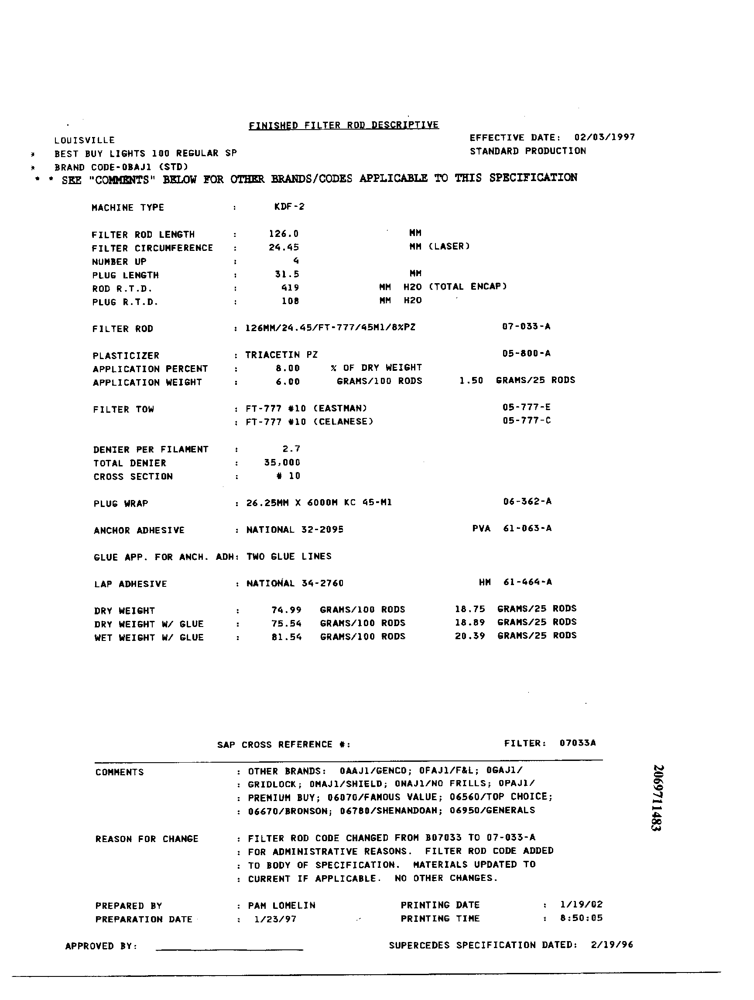 FINISHED FILTER ROD DESCRIPTIVE
LOUISVILLE EFFECTIVE DATE: 02/03/1997
* BEST BUY LIGHTS 100 REGULAR SP STANDARD PRODUCTION
* BRAND CODE-OBAJ1 (STD)
* * SEE "COMMENTS" BELOW FOR OTHER BRANDS/CODES APPLICABLE TO THIS SPECIFICATION
MACHINE TYPE : KDF-2
FILTER ROD LENGTH : 126.0 MM
FILTER CIRCUMFERENCE : 24.45 MM (LASER)
NUMBER UP : 4
PLUG LENGTH : 31.5 MM
ROD R.T.D. : 419 MM H2O (TOTAL ENCAP)
PLUG R.T.D. : 108 MM H2O
FILTER ROD : 126MM/24.45/FT-777/45M1/8%PZ 07-033-A
PLASTICIZER : TRIACETIN PZ 05-800-A
APPLICATION PERCENT : 8.00 % OF DRY WEIGHT
APPLICATION WEIGHT : 6.00 GRAMS/100 RODS 1.50 GRAMS/25 RODS
FILTER TOW : FT-777 #10 (EASTMAN) 05-777-E
: FT-777 #10 (CELANESE) 05-777-C
DENIER PER FILAMENT : 2.7
TOTAL DENIER : 35,000
CROSS SECTION : # 10
PLUG WRAP : 26.25MM X 6000M KC 45-M1 06-362-A
ANCHOR ADHESIVE : NATIONAL 32-2095 PVA 61-063-A
GLUE APP. FOR ANCH. ADH: TWO GLUE LINES
LAP ADHESIVE : NATIONAL 34-2760 HM 61-464-A
DRY WEIGHT : 74.99 GRAMS/100 RODS 18.75 GRAMS/25 RODS
DRY WEIGHT W/ GLUE : 75.54 GRAMS/100 RODS 18.89 GRAMS/25 RODS
WET WEIGHT W/ GLUE : 81.54 GRAMS/100 RODS 20.39 GRAMS/25 RODS
SAP CROSS REFERENCE #: FILTER: 07033A
COMMENTS : OTHER BRANDS: 0AAJ1/GENCO; 0FAJ1/F&L; 0GAJ1/
: GRIDLOCK; 0MAJ1/SHIELD; 0NAJ1/NO FRILLS; 0PAJ1/
: PREMIUM BUY; 06070/FAMOUS VALUE; 06560/TOP CHOICE;
: 06670/BRONSON; 06780/SHENANDOAH; 06950/GENERALS
REASON FOR CHANGE : FILTER ROD CODE CHANGED FROM B07033 TO 07-033-A
: FOR ADMINISTRATIVE REASONS. FILTER ROD CODE ADDED
: TO BODY OF SPECIFICATION. MATERIALS UPDATED TO
: CURRENT IF APPLICABLE. NO OTHER CHANGES.
PREPARED BY : PAM LOMELIN PRINTING DATE : 1/19/02
PREPARATION DATE : 1/23/97 PRINTING TIME : 8:50:05
APPROVED BY: SUPERCEDES SPECIFICATION DATED: 2/19/96
2069711483